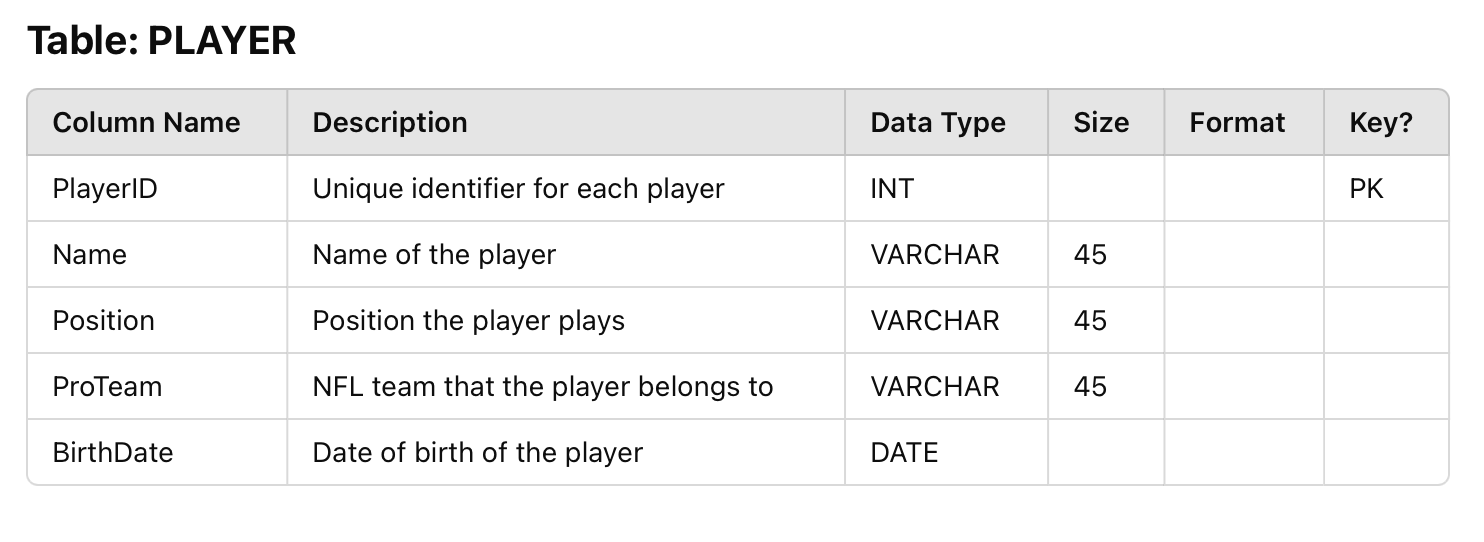 Table: PLAYER
Column Name Description Data Type Size Format Key?
PlayerID Unique identifier for each player INT PK
Name Name of the player VARCHAR 45
Position Position the player plays VARCHAR 45
ProTeam NFL team that the player belongs to VARCHAR 45
BirthDate Date of birth of the player DATE